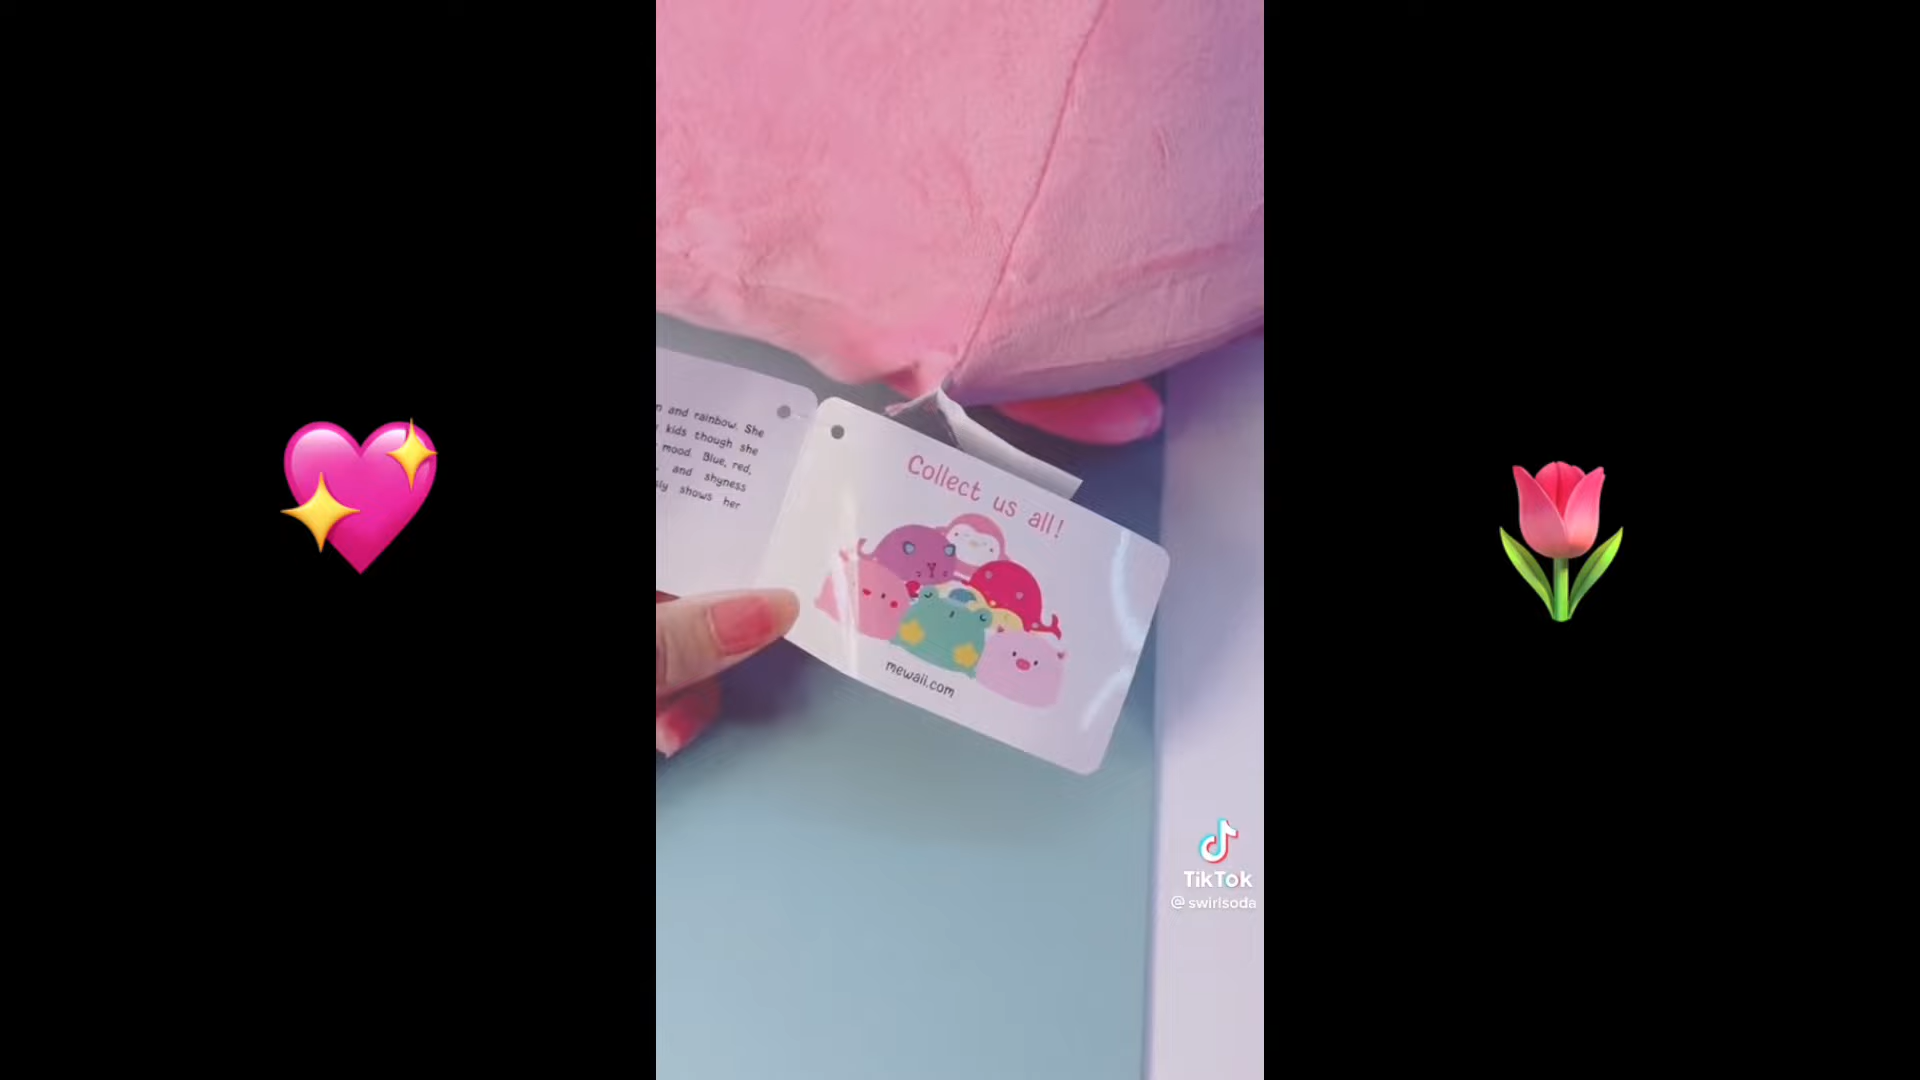 and rainbow. She
kids though she
mood. Blue, red,
and shyness
shows her
Collect us all!
mewaii.com
TikTok
@ swirlsoda